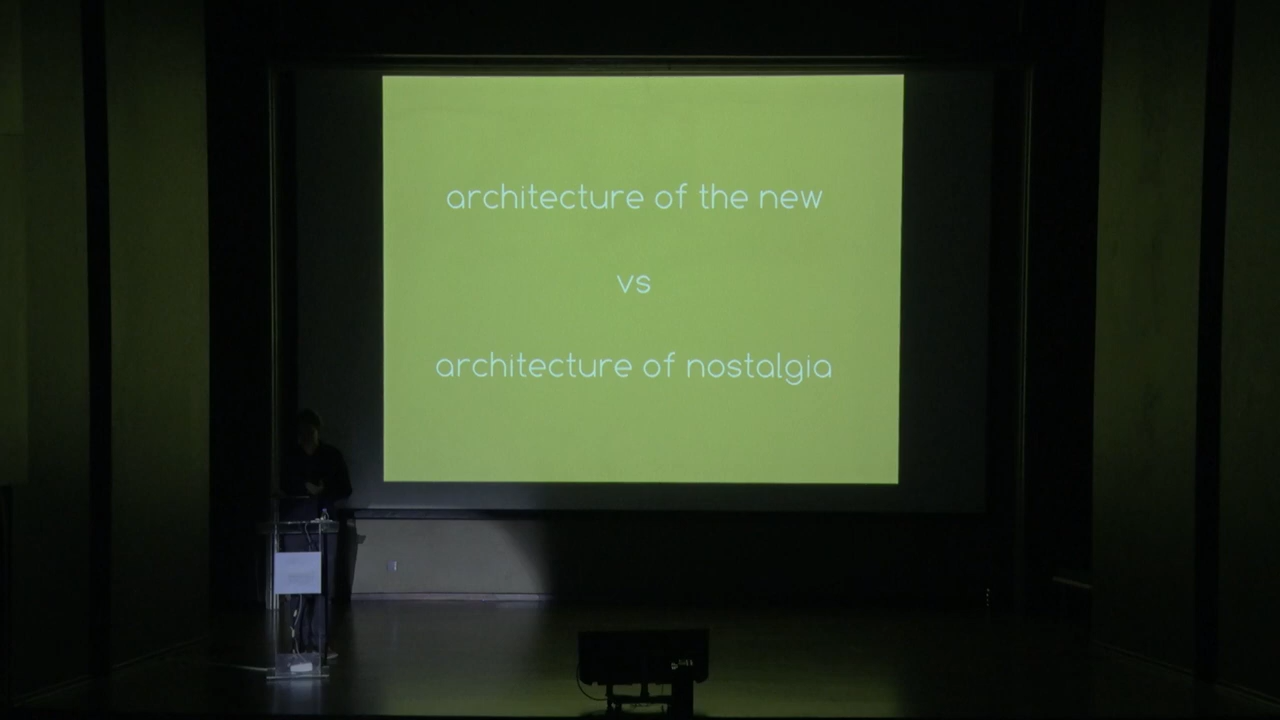 architecture of the new
vs
architecture of nostalgia